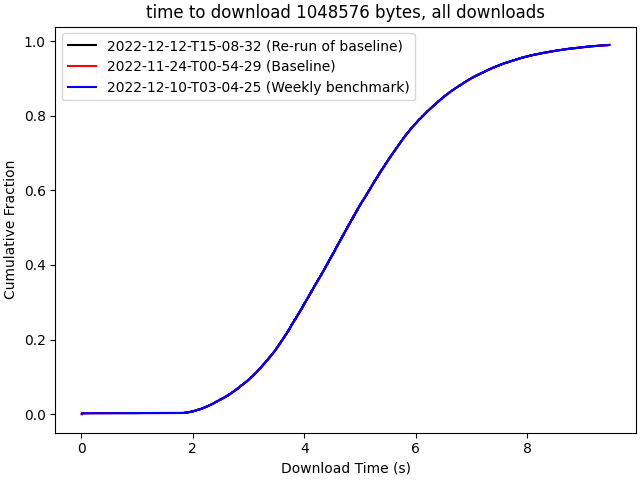 time to download 1048576 bytes, all downloads
2022-12-12-T15-08-32 (Re-run of baseline)
2022-11-24-T00-54-29 (Baseline)
2022-12-10-T03-04-25 (Weekly benchmark)
Cumulative Fraction
1.0
0.8
0.6
0.4
0.2
0.0
0 2 4 6 8
Download Time (s)